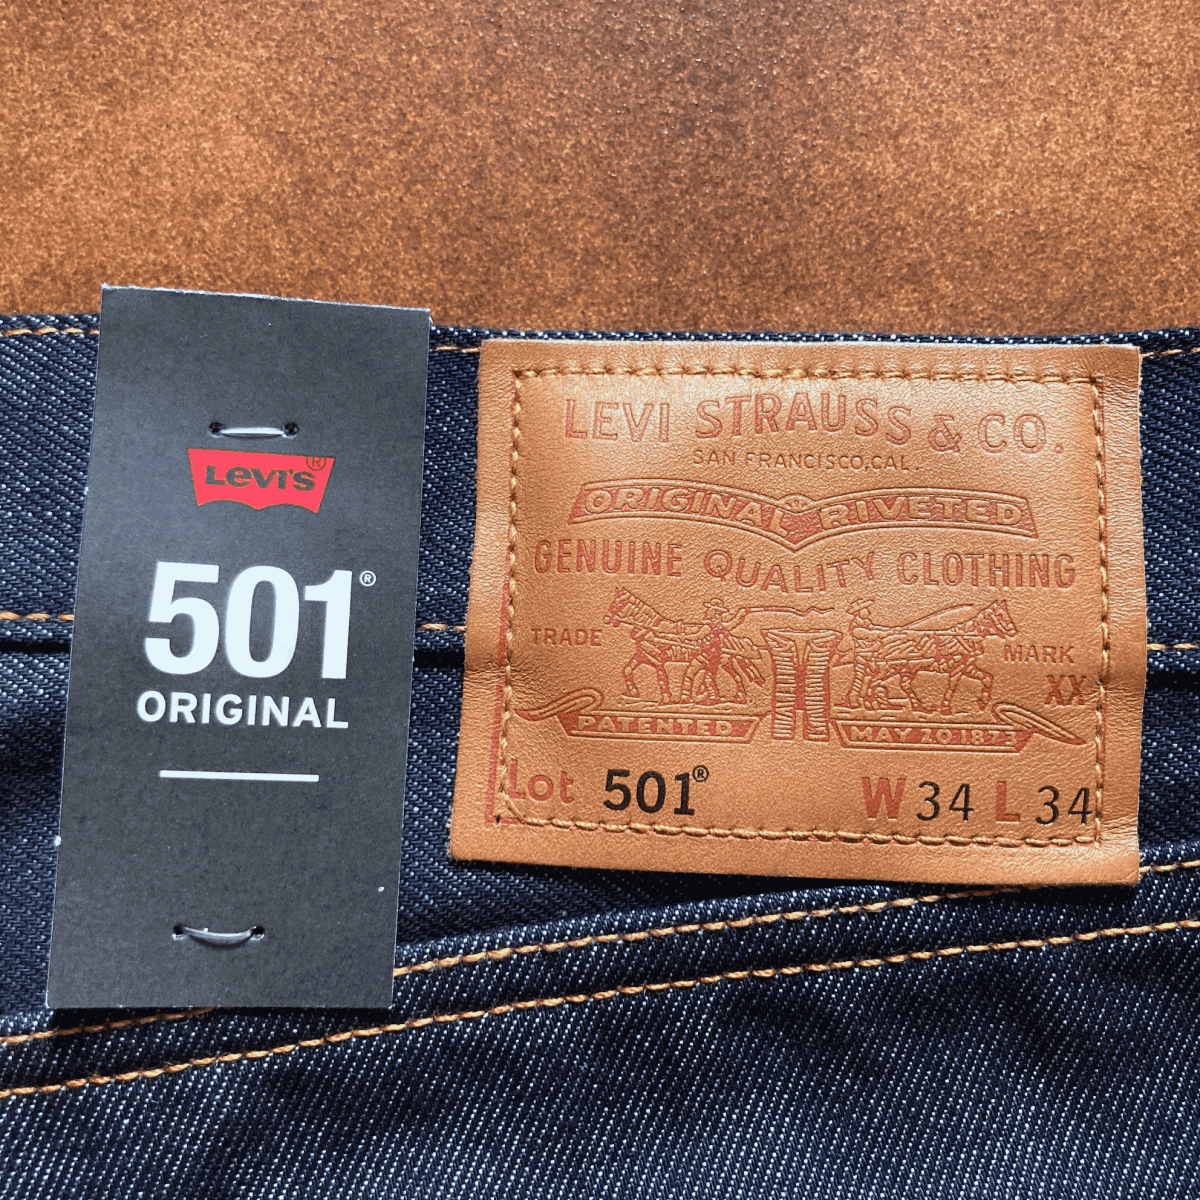 Levi's®
501®
ORIGINAL
LEVI STRAUSS & CO.
SAN FRANCISCO, CAL.
ORIGINAL RIVETED
GENUINE QUALITY CLOTHING
TRADE MARK
XX
PATENTED MAY 20 1873
Lot 501® W 34 L 34